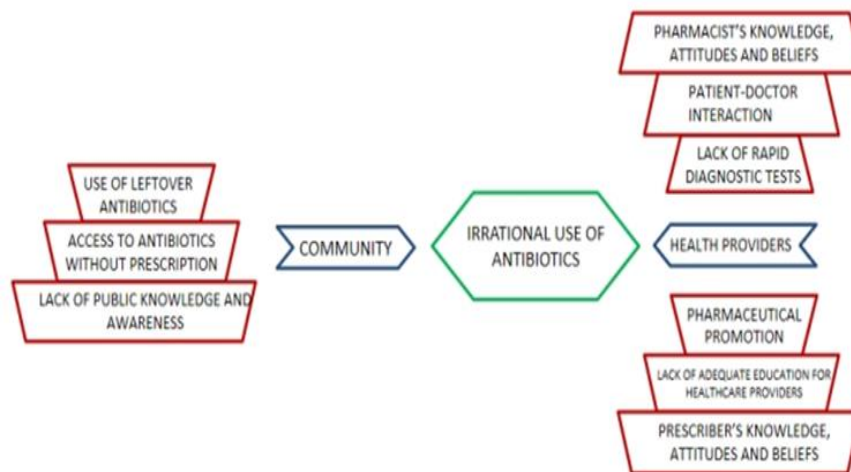 USE OF LEFTOVER
ANTIBIOTICS
ACCESS TO ANTIBIOTICS
WITHOUT PRESCRIPTION
LACK OF PUBLIC KNOWLEDGE AND
AWARENESS
COMMUNITY
IRRATIONAL USE OF
ANTIBIOTICS
PHARMACIST'S KNOWLEDGE,
ATTITUDES AND BELIEFS
PATIENT-DOCTOR
INTERACTION
LACK OF RAPID
DIAGNOSTIC TESTS
HEALTH PROVIDERS
PHARMACEUTICAL
PROMOTION
LACK OF ADEQUATE EDUCATION FOR
HEALTHCARE PROVIDERS
PRESCRIBER'S KNOWLEDGE,
ATTITUDES AND BELIEFS